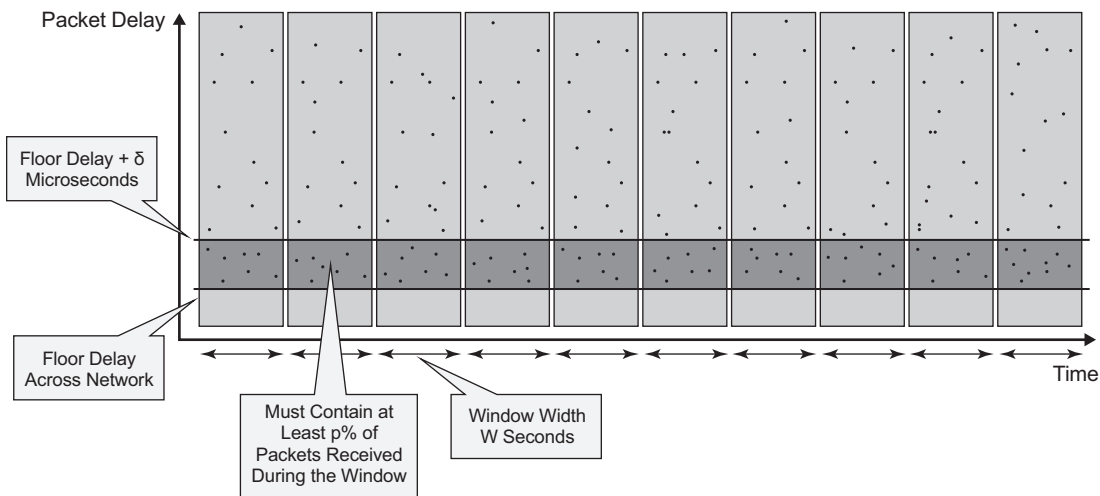 Packet Delay
Floor Delay + δ
Microseconds
Floor Delay
Across Network
Must Contain at
Least p% of
Packets Received
During the Window
Window Width
W Seconds
Time